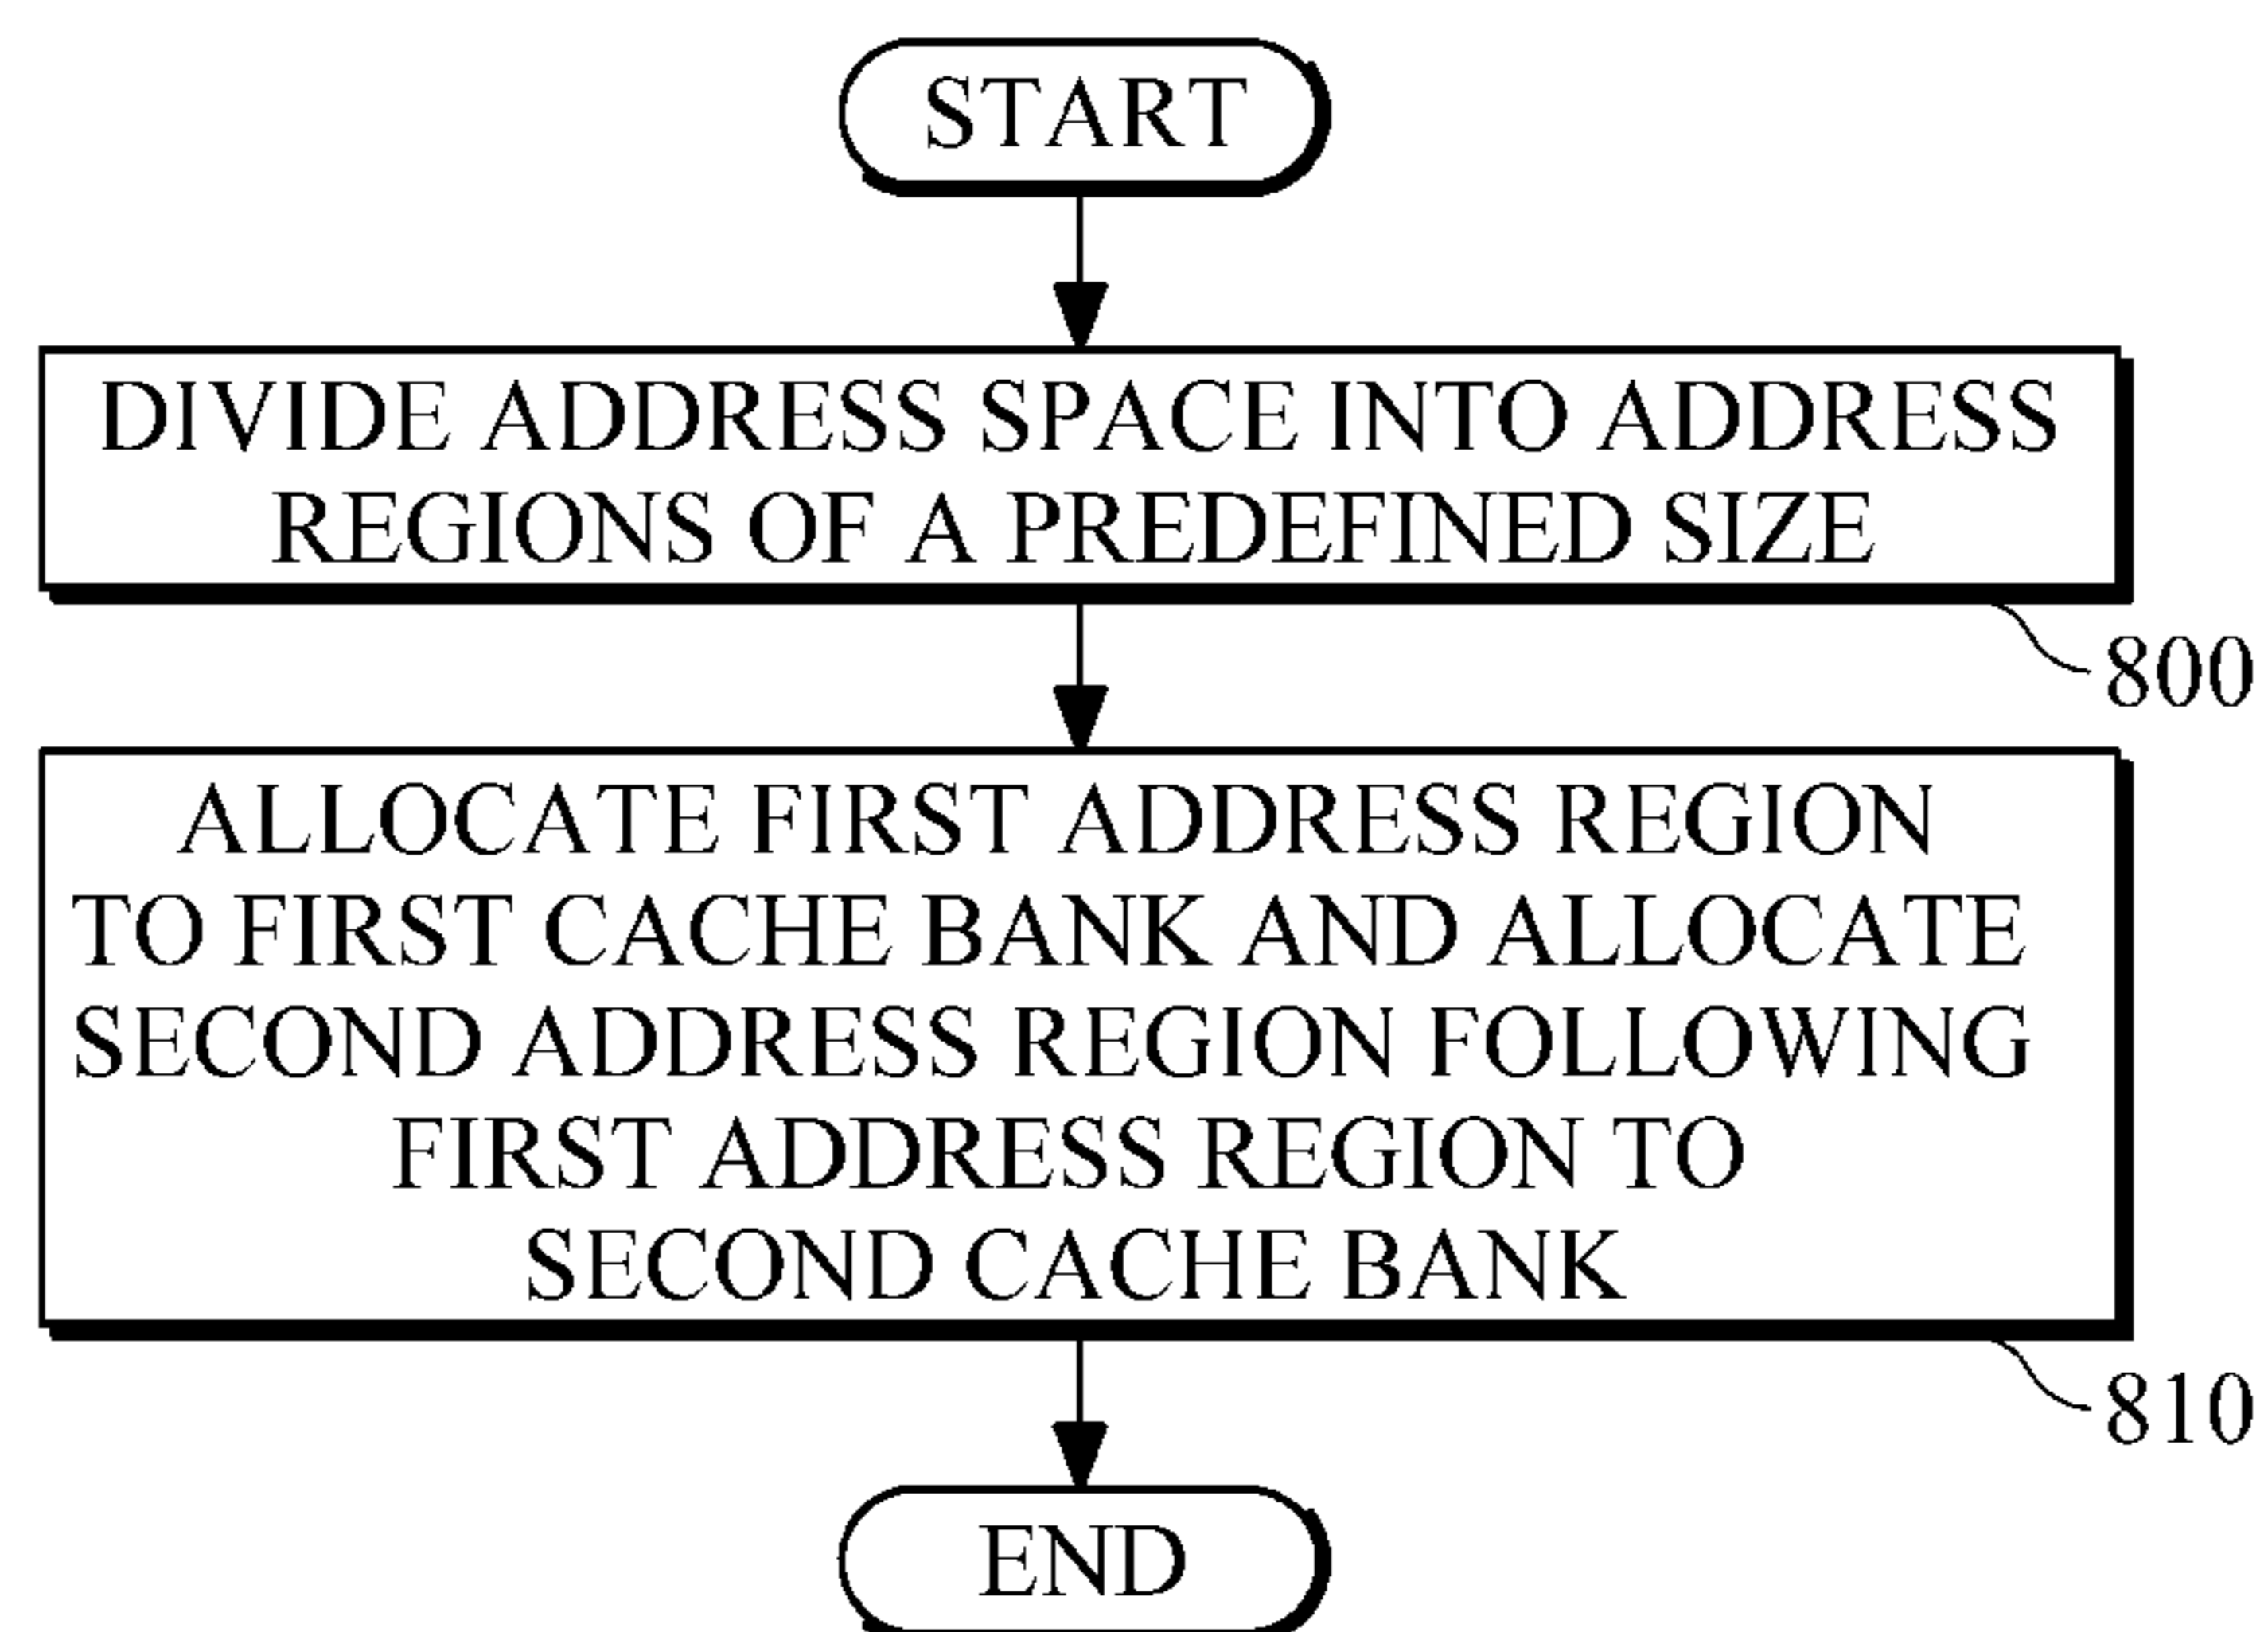 START
DIVIDE ADDRESS SPACE INTO ADDRESS
REGIONS OF A PREDEFINED SIZE
800
ALLOCATE FIRST ADDRESS REGION
TO FIRST CACHE BANK AND ALLOCATE
SECOND ADDRESS REGION FOLLOWING
FIRST ADDRESS REGION TO
SECOND CACHE BANK
810
END